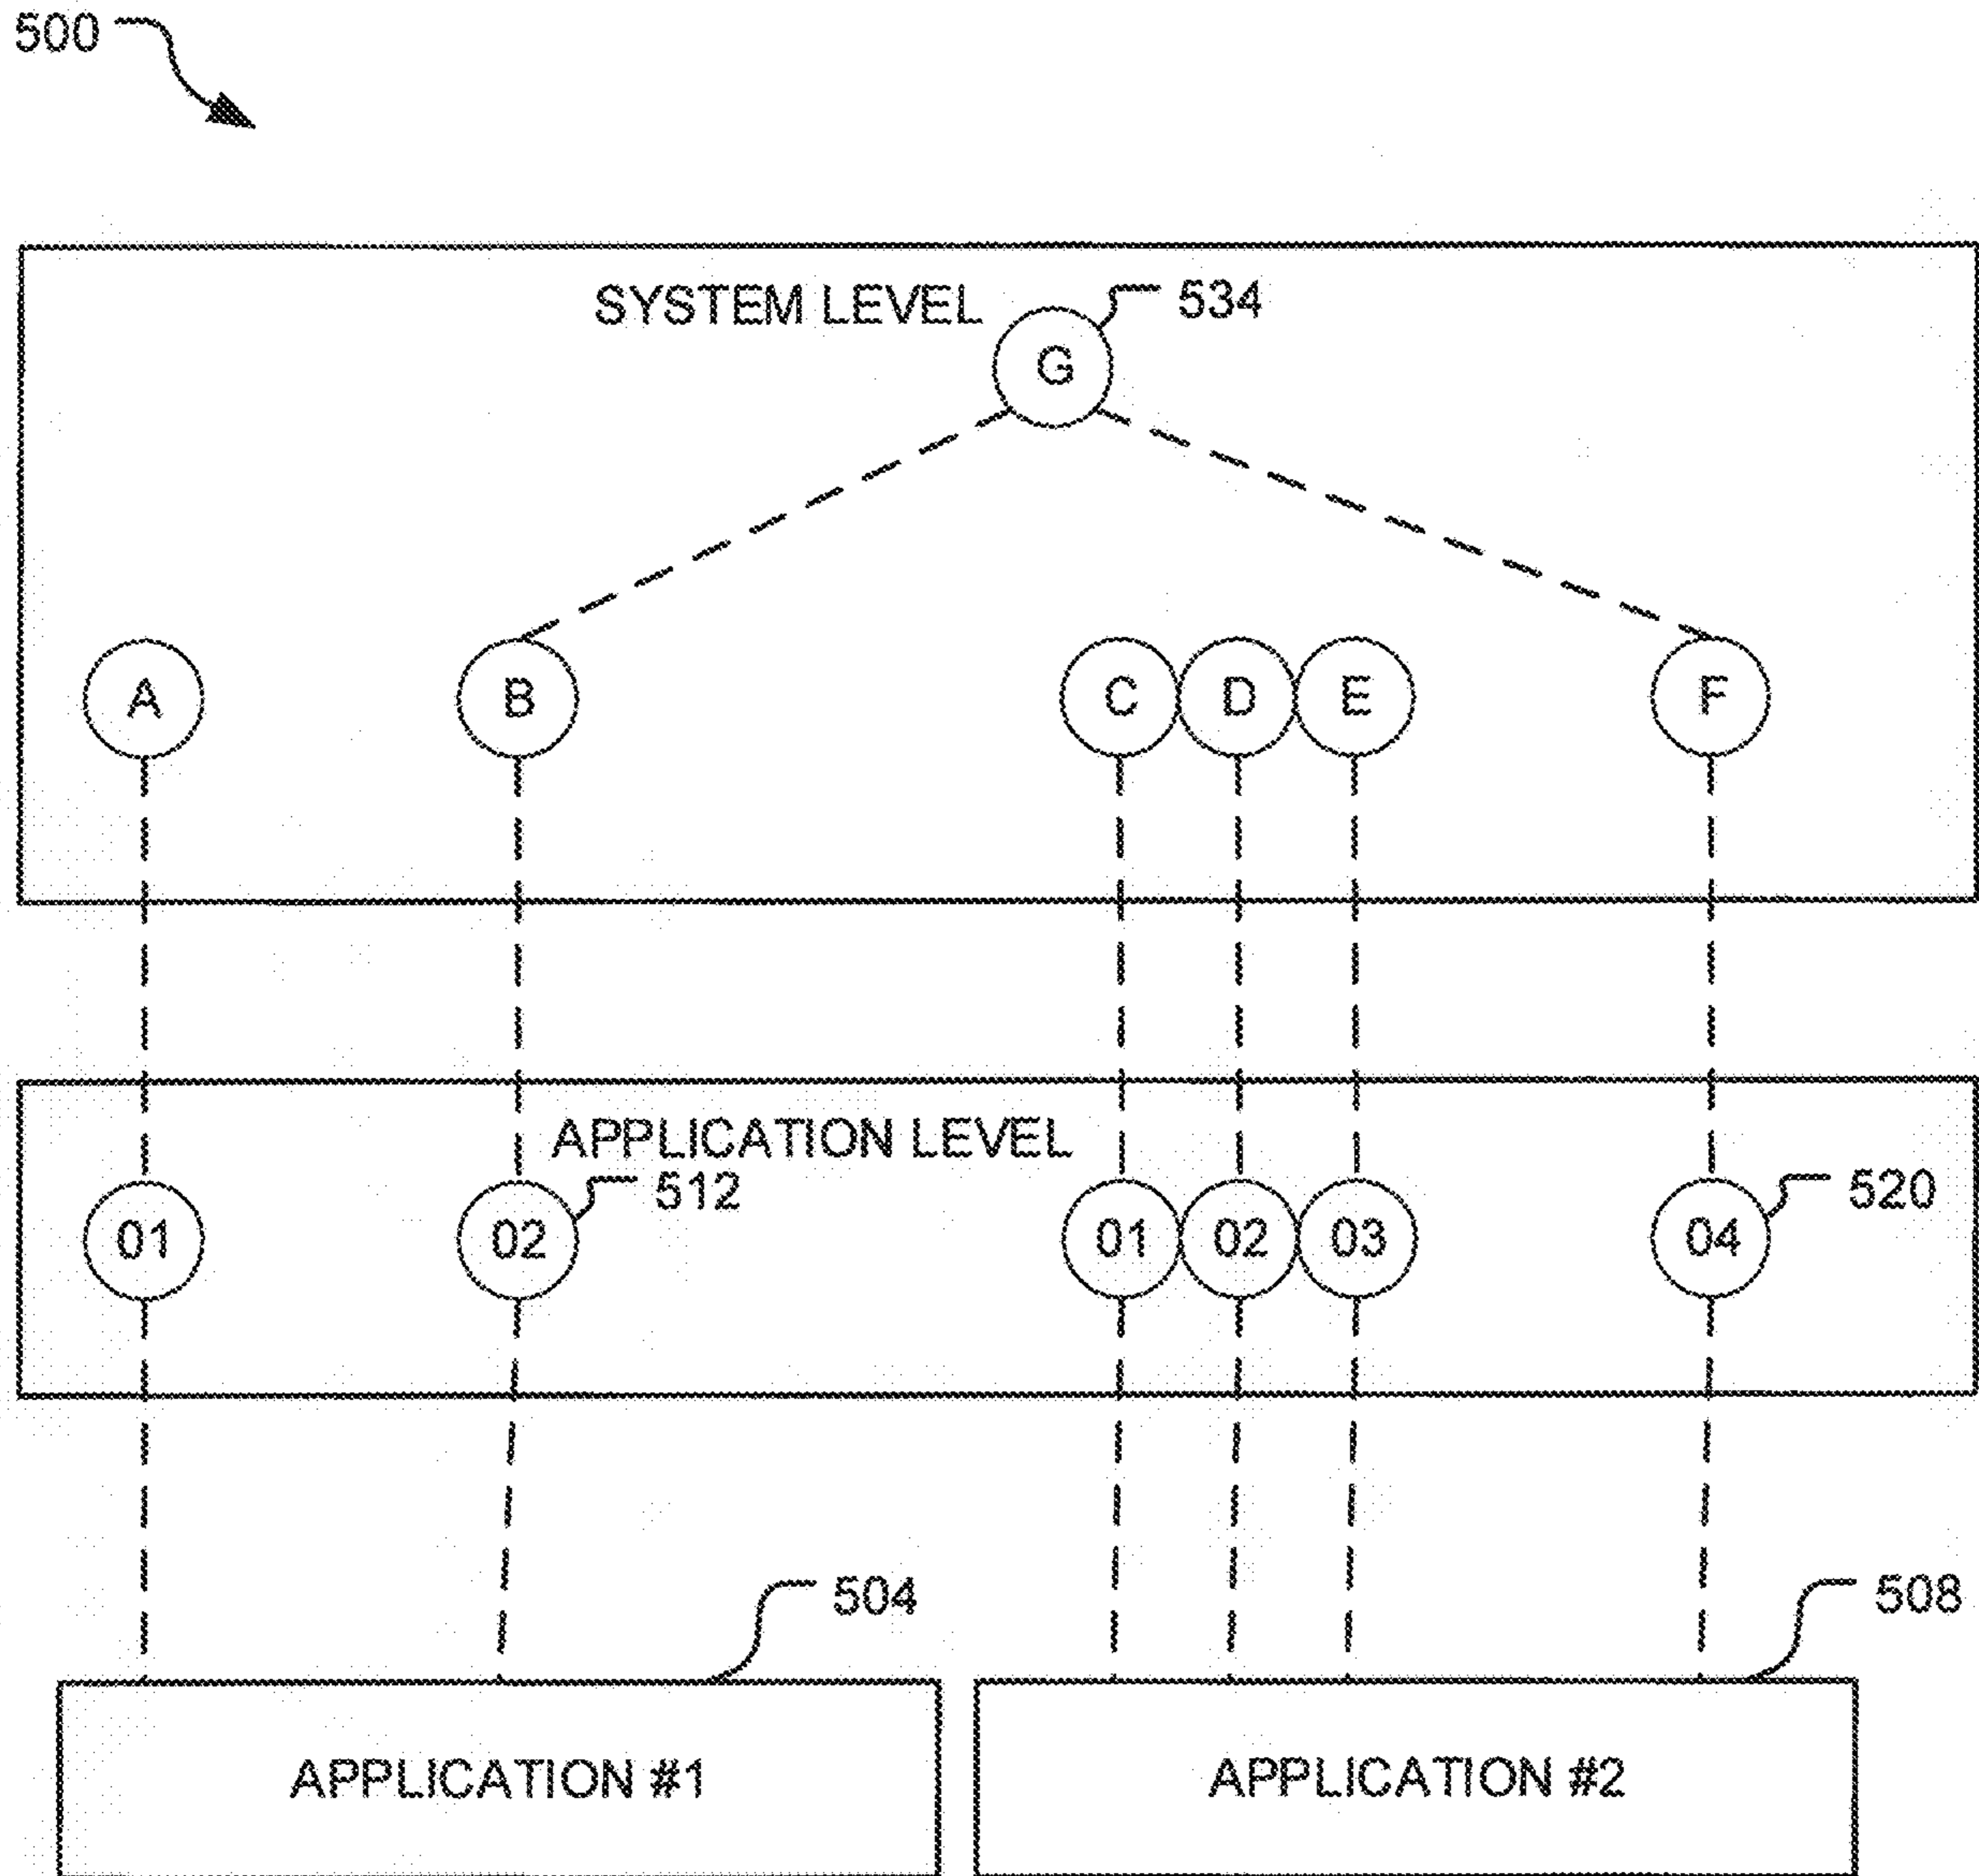 500
SYSTEM LEVEL
534
G
A B C D E F
APPLICATION LEVEL
512
520
01 02 01 02 03 04
504
508
APPLICATION #1 APPLICATION #2